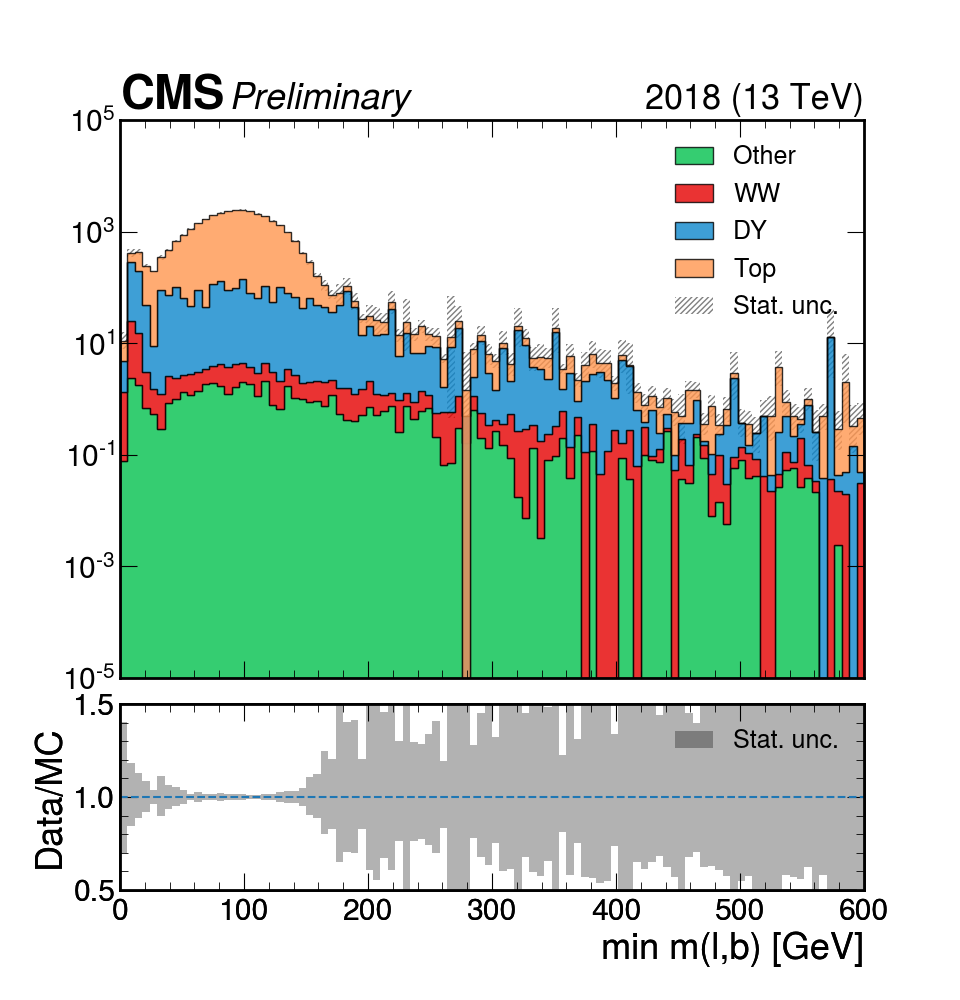 CMS Preliminary 2018 (13 TeV)
10^5
10^3
10^1
10^-1
10^-3
10^-5
Other
WW
DY
Top
Stat. unc.
1.5
1.0
0.5
Data/MC
Stat. unc.
0 100 200 300 400 500 600
min m(l,b) [GeV]